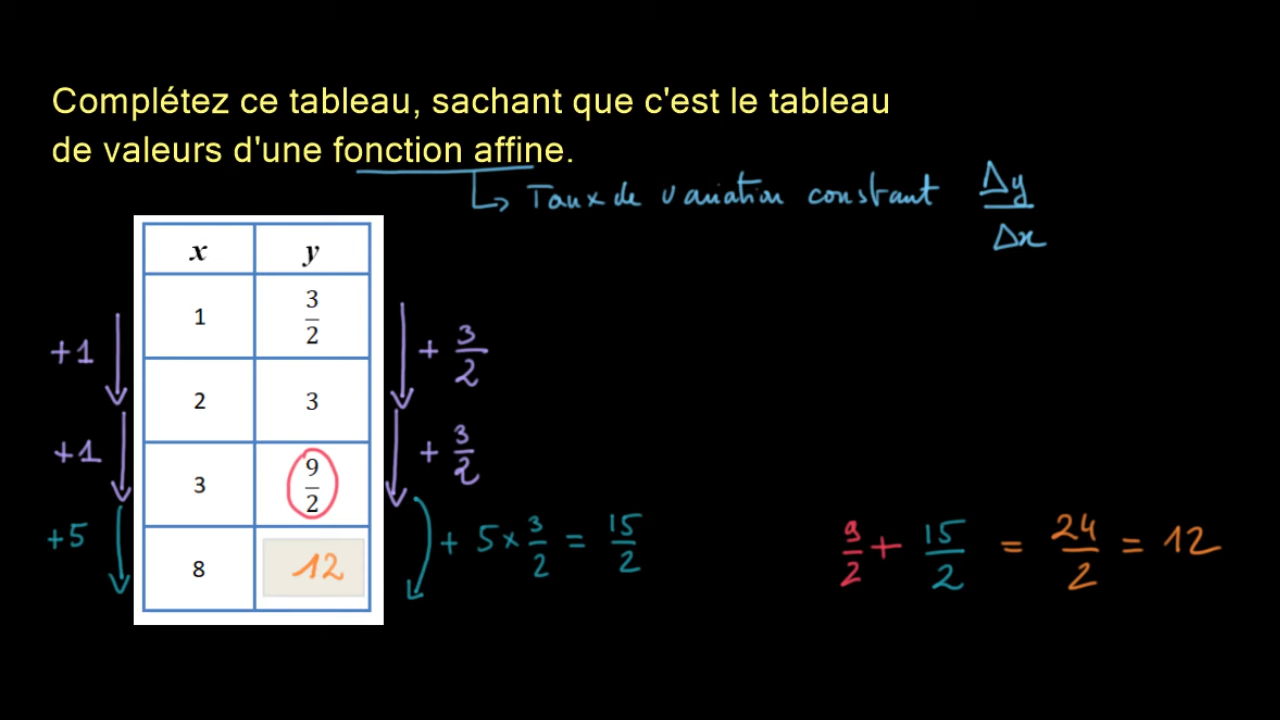 Complétez ce tableau, sachant que c'est le tableau
de valeurs d'une fonction affine.
Taux de variation constant Δy/Δx
x y
1 3/2
+1 + 3/2
2 3
+1 + 3/2
3 9/2
+5 + 5 × 3/2 = 15/2 9/2 + 15/2 = 24/2 = 12
8 12